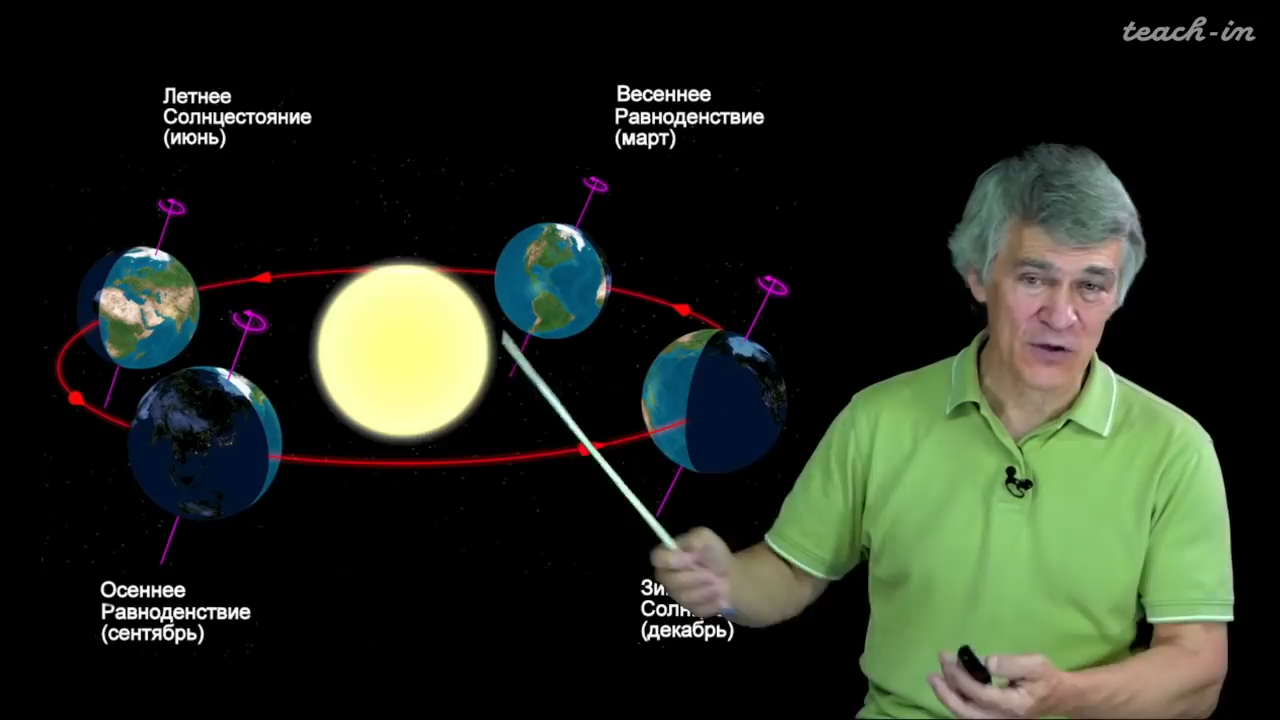 teach-in
Летнее
Солнцестояние
(июнь)
Весеннее
Равноденствие
(март)
Осеннее
Равноденствие
(сентябрь)
(декабрь)